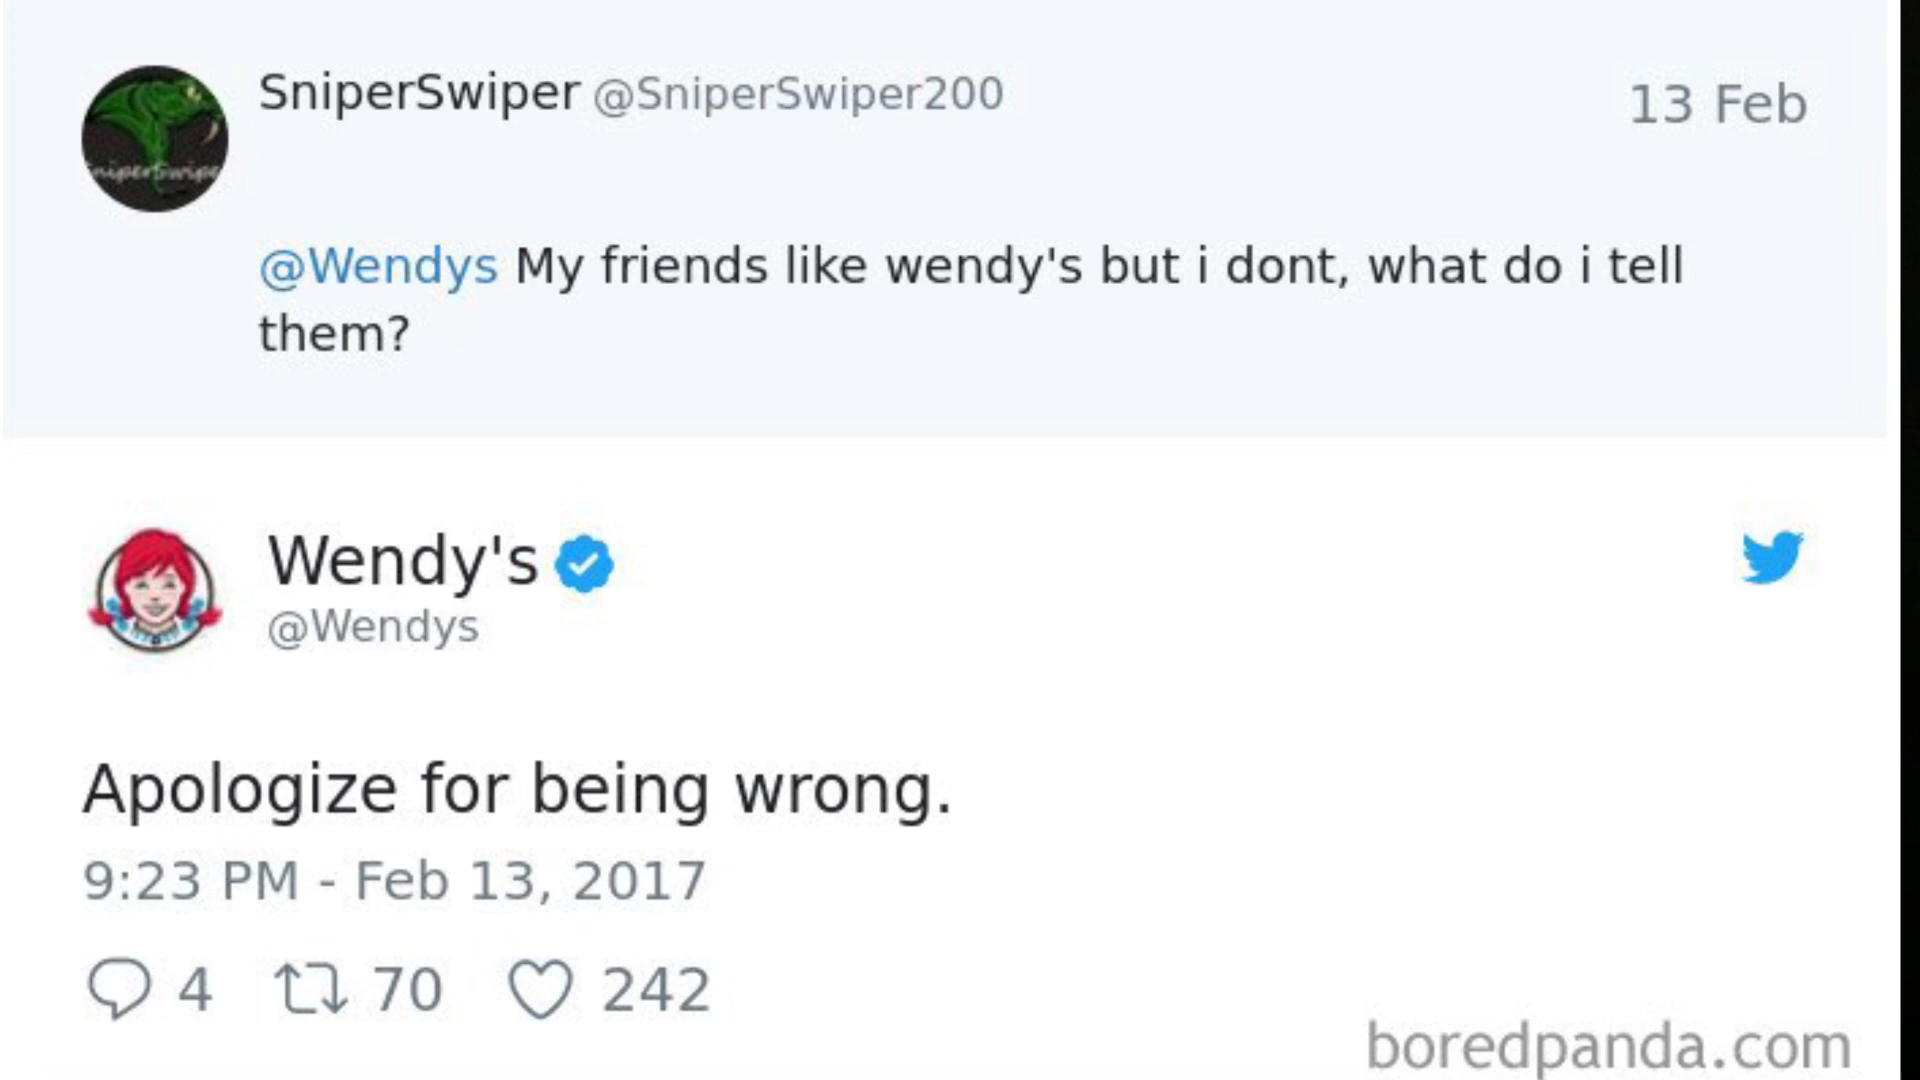 SniperSwiper @SniperSwiper200
13 Feb
@Wendys My friends like wendy's but i dont, what do i tell
them?
Wendy's
@Wendys
Apologize for being wrong.
9:23 PM - Feb 13, 2017
4 70 242
boredpanda.com